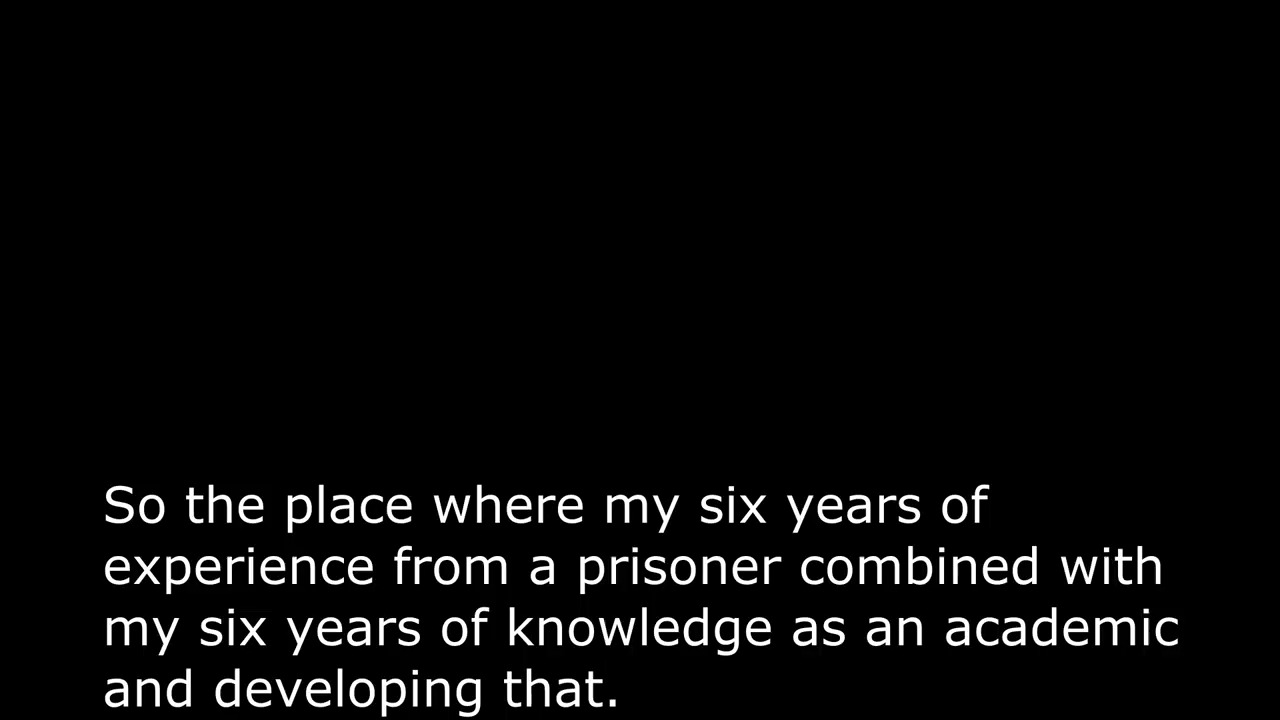 So the place where my six years of
experience from a prisoner combined with
my six years of knowledge as an academic
and developing that.